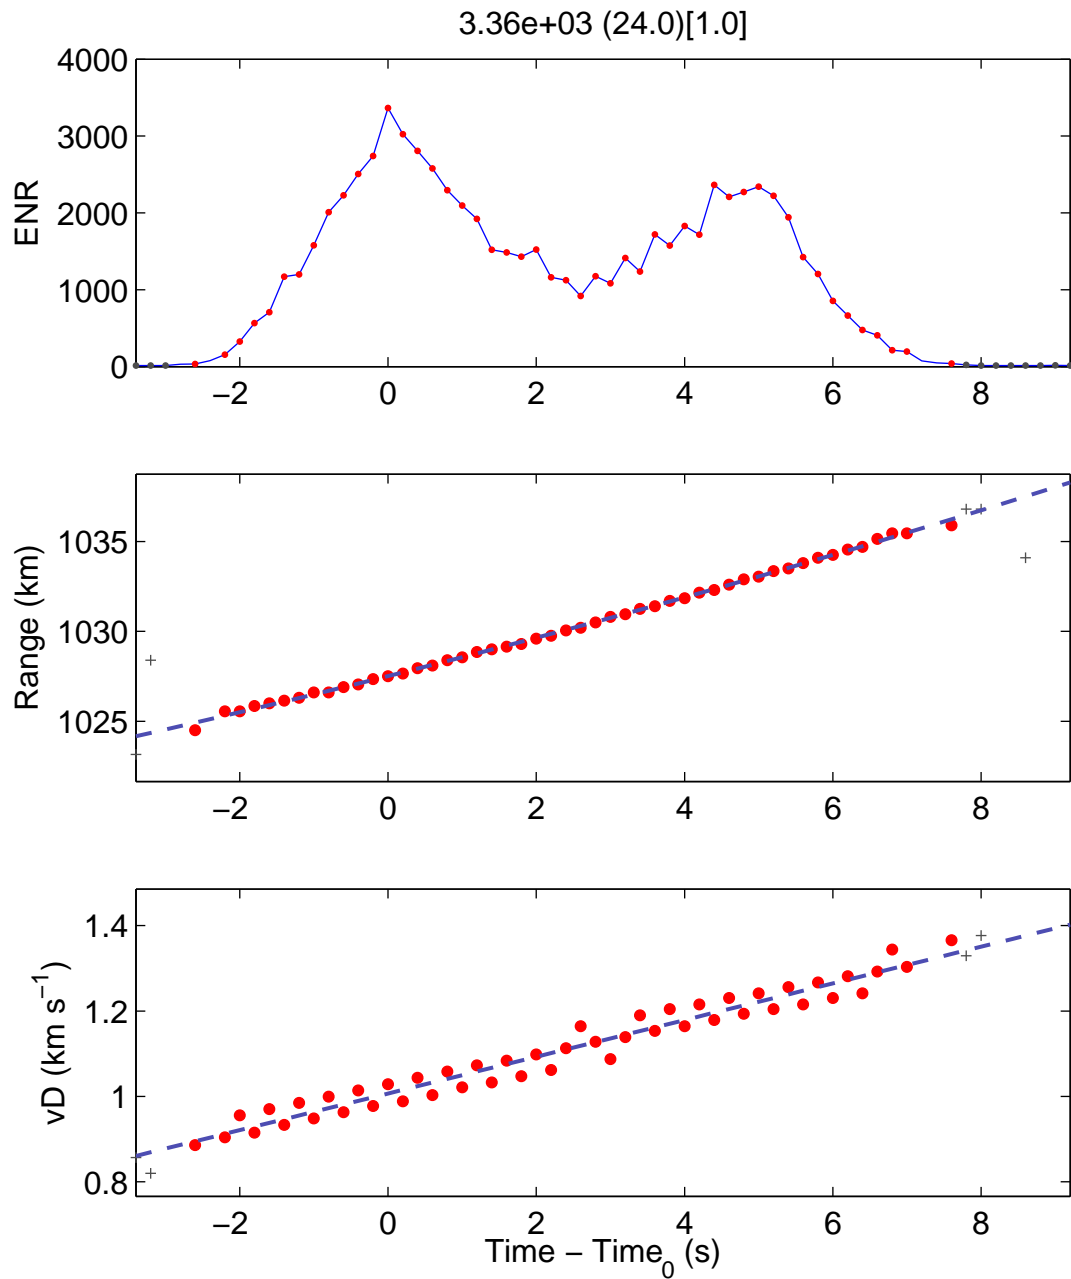 3.36e+03 (24.0)[1.0]
4000
3000
2000
1000
0
ENR
−2 0 2 4 6 8
1035
1030
1025
Range (km)
−2 0 2 4 6 8
1.4
1.2
1
0.8
vD (km s⁻¹)
−2 0 2 4 6 8
Time − Time₀ (s)